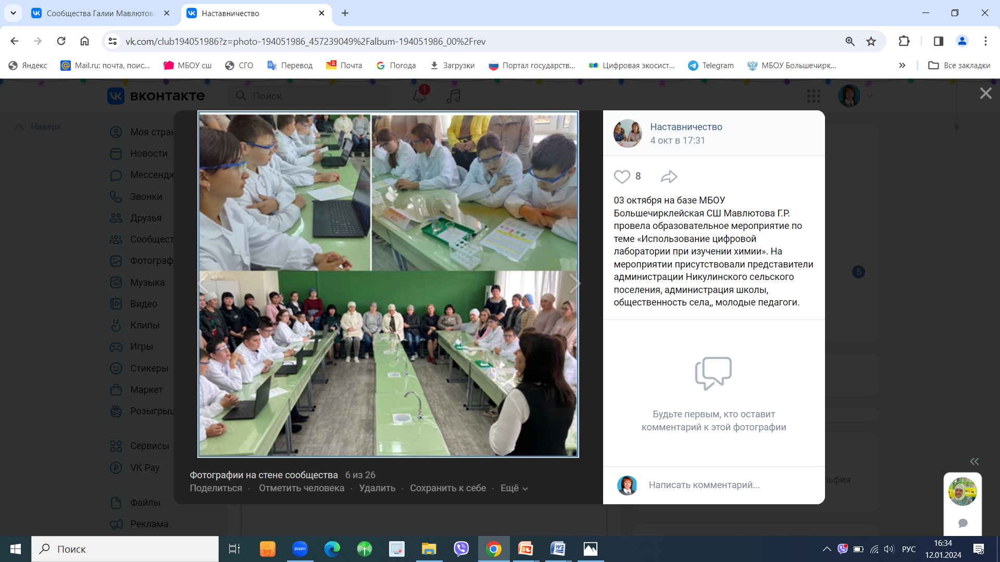 Сообщества Галии Мавлютов
Наставничество
vk.com/club194051986?z=photo-194051986_457239049%2Falbum-194051986_00%2Frev
Яндекс
Mail.ru: почта, поис...
МБОУ сш
СГО
Перевод
Почта
Погода
Загрузки
Портал государств...
Цифровая экосист...
Telegram
МБОУ Большечирк...
Все закладки
вконтакте
Поиск
1
Наверх
Моя стран
Новости
Мессендж
Звонки
Друзья
Сообщест
Фотограф
Музыка
Видео
Клипы
Игры
Стикеры
Маркет
Розыгрыш
Сервисы
VK Pay
Файлы
Реклама
Наставничество
4 окт в 17:31
8
03 октября на базе МБОУ
Большечирклейская СШ Мавлютова Г.Р.
провела образовательное мероприятие по
теме «Использование цифровой
лаборатории при изучении химии». На
мероприятии присутствовали представители
администрации Никулинского сельского
поселения, администрация школы,
общественность села,, молодые педагоги.
5
Будьте первым, кто оставит
комментарий к этой фотографии
Написать комментарий...
льфия
Фотографии на стене сообщества 6 из 26
Поделиться · Отметить человека · Удалить · Сохранить к себе · Ещё
Поиск
zoom
РУС
16:34
12.01.2024